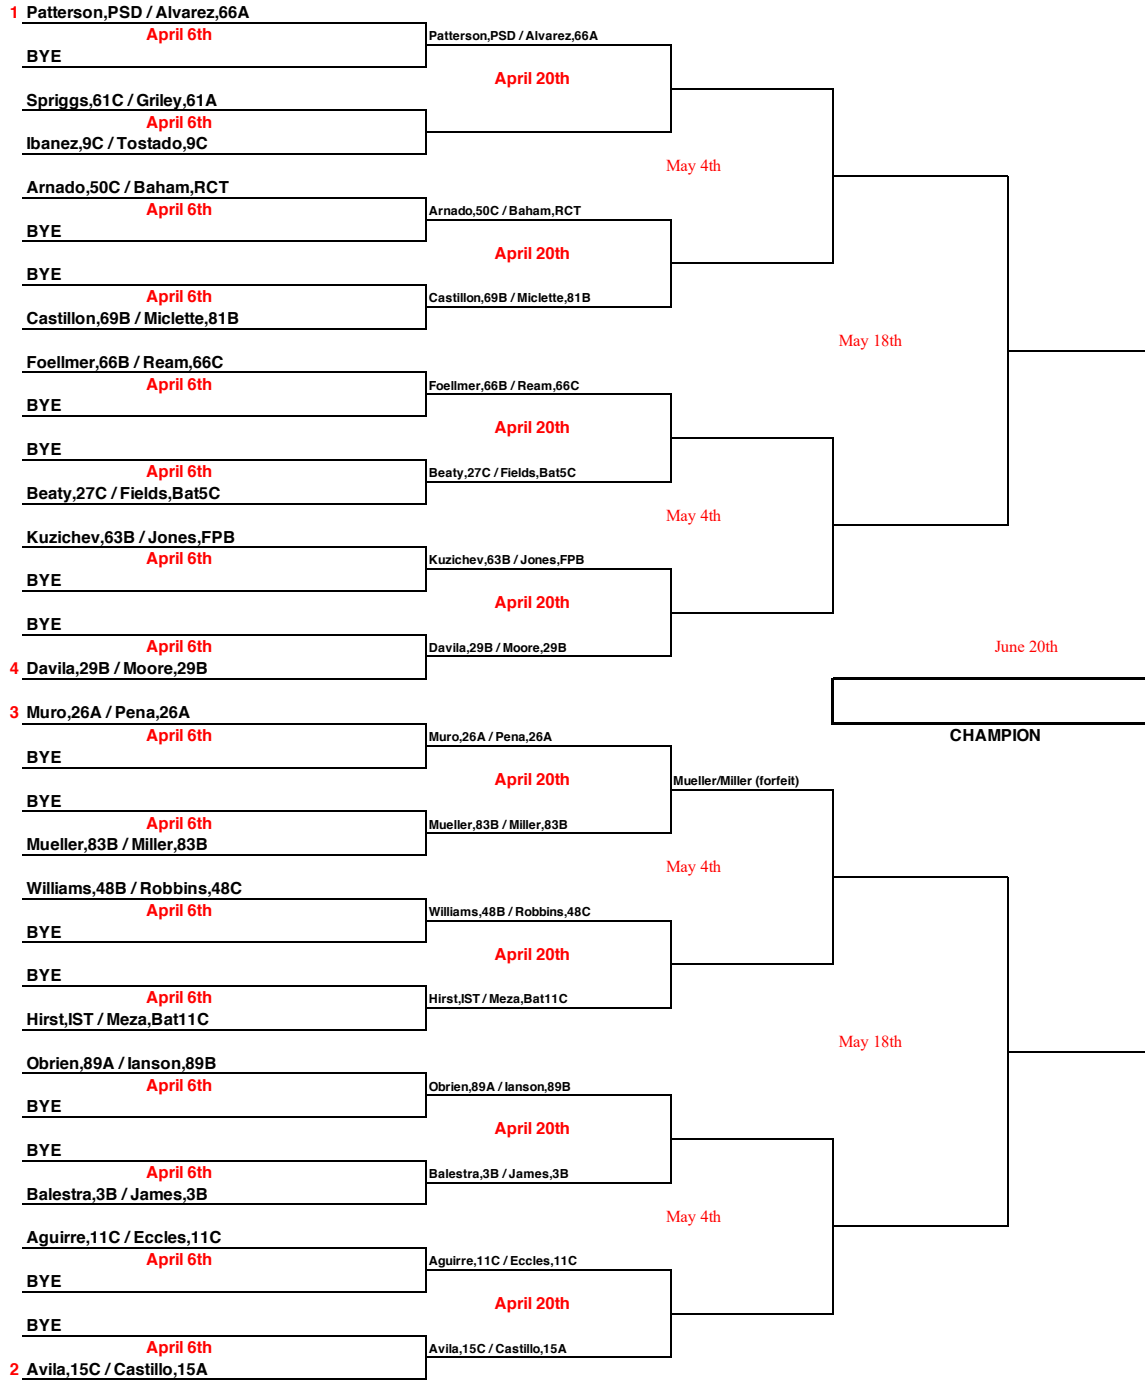 1 Patterson,PSD / Alvarez,66A
April 6th
Patterson,PSD / Alvarez,66A
BYE
April 20th
Spriggs,61C / Griley,61A
April 6th
Ibanez,9C / Tostado,9C
May 4th
Arnado,50C / Baham,RCT
April 6th
Arnado,50C / Baham,RCT
BYE
April 20th
BYE
April 6th
Castillon,69B / Miclette,81B
Castillon,69B / Miclette,81B
May 18th
Foellmer,66B / Ream,66C
April 6th
Foellmer,66B / Ream,66C
BYE
April 20th
BYE
April 6th
Beaty,27C / Fields,Bat5C
Beaty,27C / Fields,Bat5C
May 4th
Kuzichev,63B / Jones,FPB
April 6th
Kuzichev,63B / Jones,FPB
BYE
April 20th
BYE
April 6th
Davila,29B / Moore,29B
June 20th
4 Davila,29B / Moore,29B
3 Muro,26A / Pena,26A
April 6th
Muro,26A / Pena,26A
CHAMPION
BYE
April 20th
Mueller/Miller (forfeit)
BYE
April 6th
Mueller,83B / Miller,83B
Mueller,83B / Miller,83B
May 4th
Williams,48B / Robbins,48C
April 6th
Williams,48B / Robbins,48C
BYE
April 20th
BYE
April 6th
Hirst,IST / Meza,Bat11C
Hirst,IST / Meza,Bat11C
May 18th
Obrien,89A / Ianson,89B
April 6th
Obrien,89A / Ianson,89B
BYE
April 20th
BYE
April 6th
Balestra,3B / James,3B
Balestra,3B / James,3B
May 4th
Aguirre,11C / Eccles,11C
April 6th
Aguirre,11C / Eccles,11C
BYE
April 20th
BYE
April 6th
Avila,15C / Castillo,15A
2 Avila,15C / Castillo,15A